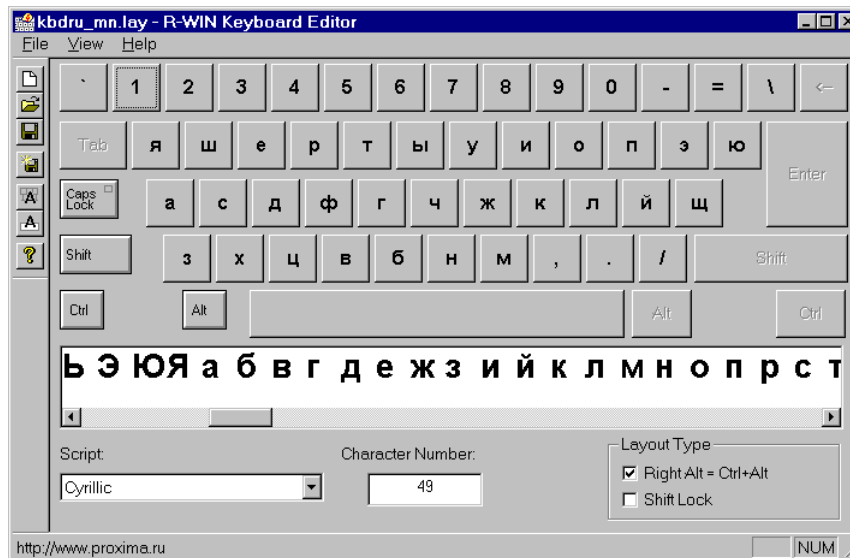 kbdru_mn.lay - R-WIN Keyboard Editor
File View Help
` 1 2 3 4 5 6 7 8 9 0 - = \ <-
Tab я ш е р т ы у и о п э ю
Enter
Caps Lock а с д ф г ч ж к л й щ
Shift з х ц в б н м , . / Shift
Ctrl Alt Alt Ctrl
Ь Э Ю Я а б в г д е ж з и й к л м н о п р с т
Script: Character Number: Layout Type
Cyrillic 49 Right Alt = Ctrl+Alt
Shift Lock
http://www.proxima.ru NUM